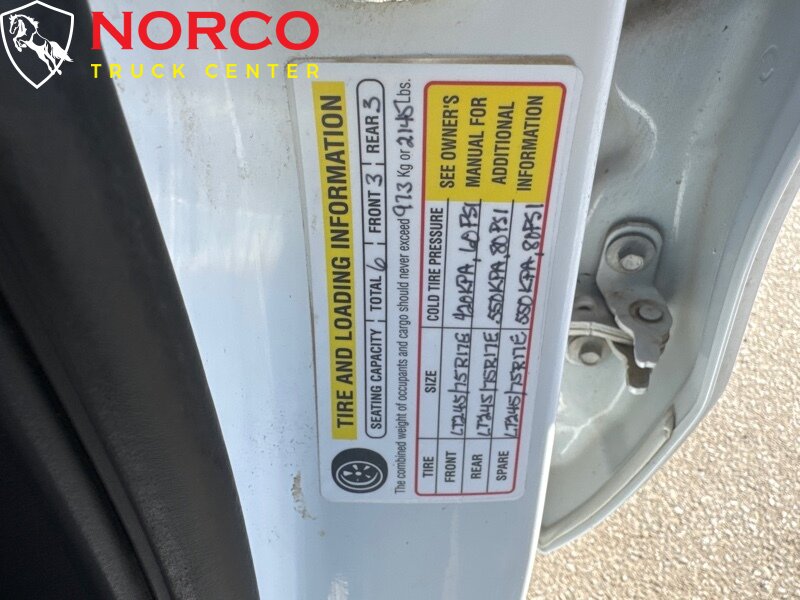 NORCO
TRUCK CENTER
TIRE AND LOADING INFORMATION
SEATING CAPACITY TOTAL 6 FRONT 3 REAR 3
The combined weight of occupants and cargo should never exceed 973 Kg or 2145 Lbs.
TIRE SIZE COLD TIRE PRESSURE SEE OWNER'S MANUAL FOR ADDITIONAL INFORMATION
FRONT LT245/75R17E 420KPA, 60PSI
REAR LT245/75R17E 550KPA, 80PSI
SPARE LT245/75R17E 550KPA, 80PSI